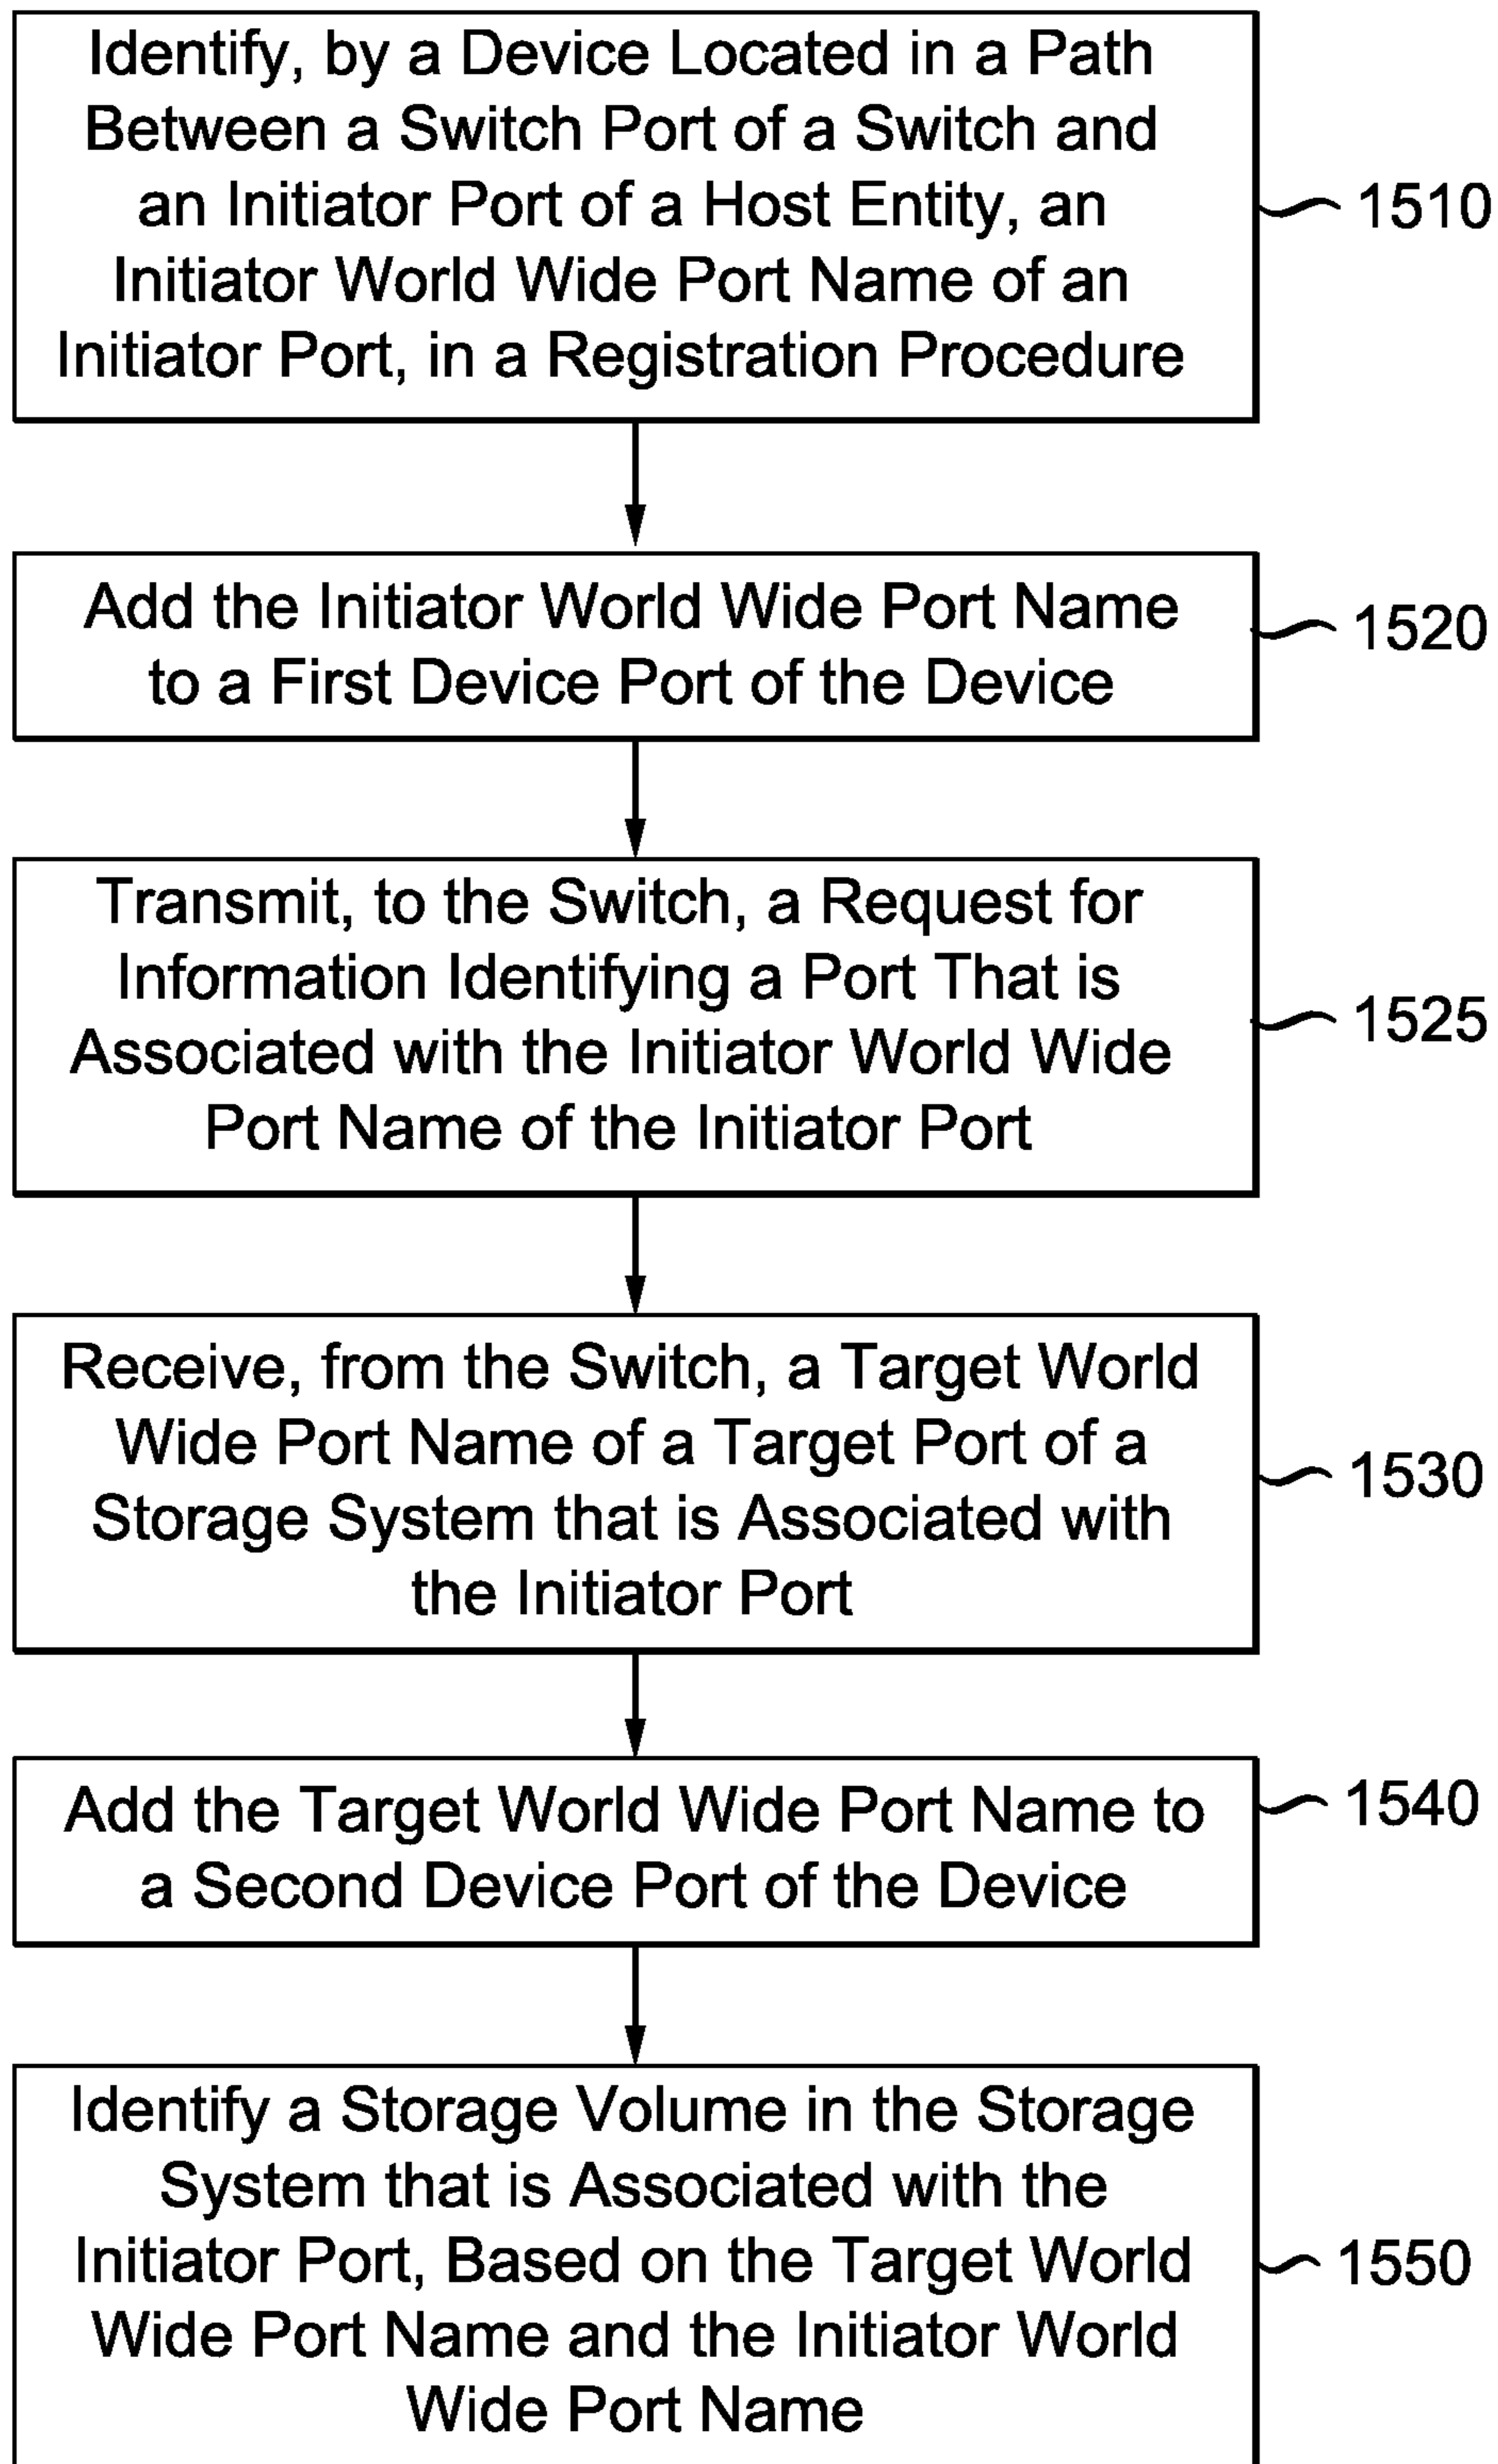 Identify, by a Device Located in a Path
Between a Switch Port of a Switch and
an Initiator Port of a Host Entity, an
Initiator World Wide Port Name of an
Initiator Port, in a Registration Procedure
1510
Add the Initiator World Wide Port Name
to a First Device Port of the Device
1520
Transmit, to the Switch, a Request for
Information Identifying a Port That is
Associated with the Initiator World Wide
Port Name of the Initiator Port
1525
Receive, from the Switch, a Target World
Wide Port Name of a Target Port of a
Storage System that is Associated with
the Initiator Port
1530
Add the Target World Wide Port Name to
a Second Device Port of the Device
1540
Identify a Storage Volume in the Storage
System that is Associated with the
Initiator Port, Based on the Target World
Wide Port Name and the Initiator World
Wide Port Name
1550